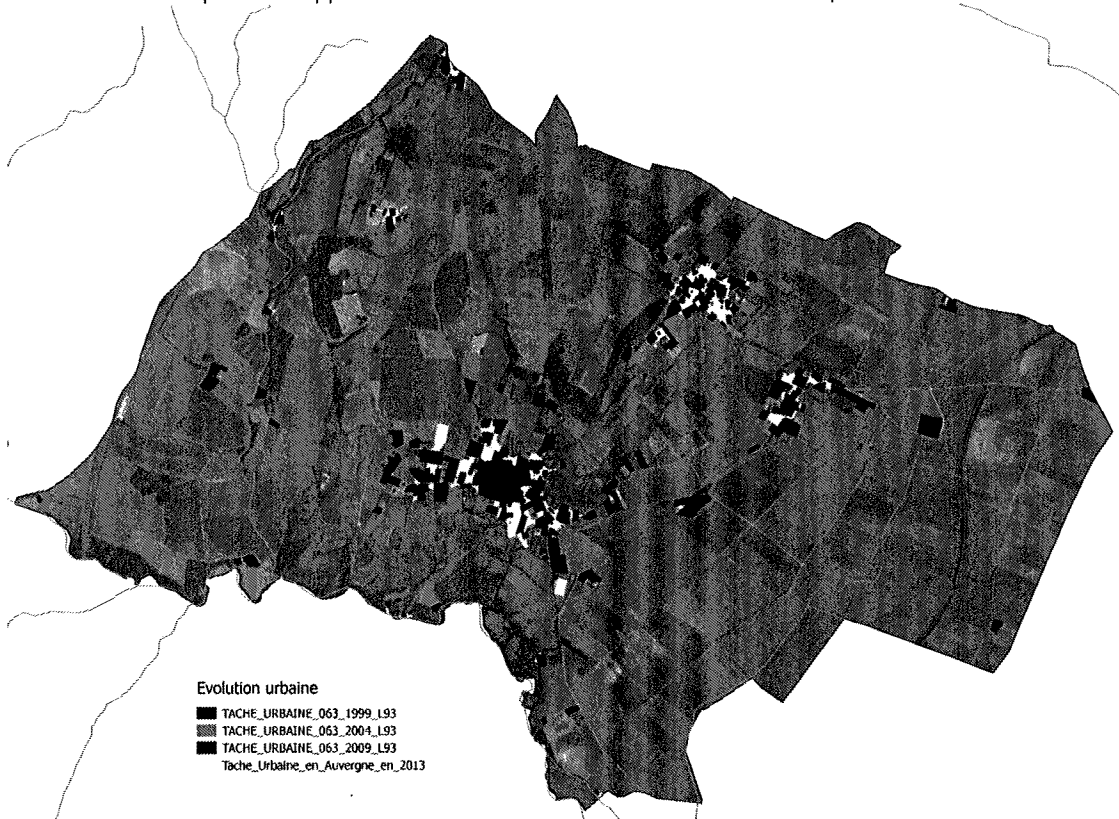 Evolution urbaine
TACHE_URBAINE_063_1999_L93
TACHE_URBAINE_063_2004_L93
TACHE_URBAINE_063_2009_L93
Tache_Urbaine_en_Auvergne_en_2013